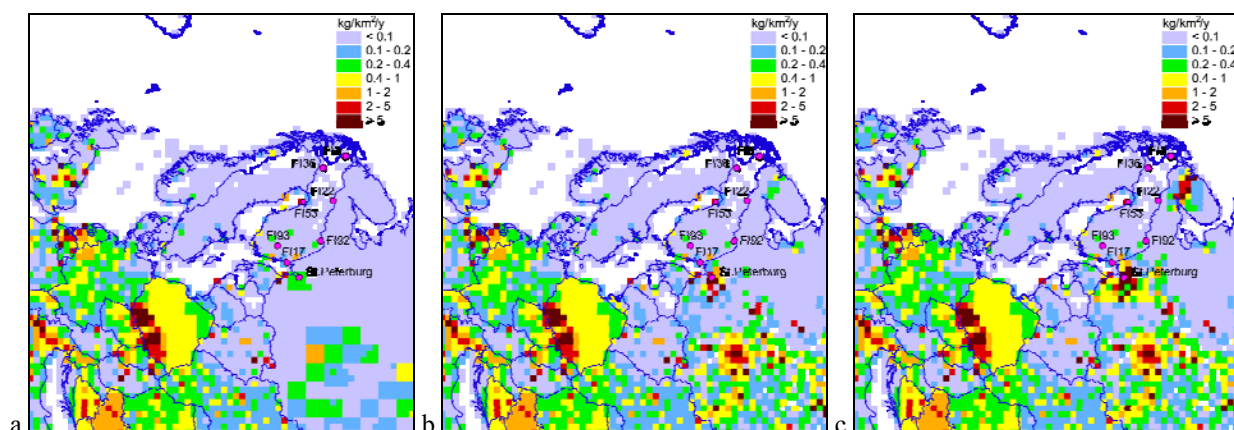 kg/km²/y
< 0.1
0.1 - 0.2
0.2 - 0.4
0.4 - 1
1 - 2
2 - 5
> 5
FI36
FI22
FI53
FI93
FI92
FI17
St.Peterburg
a
kg/km²/y
< 0.1
0.1 - 0.2
0.2 - 0.4
0.4 - 1
1 - 2
2 - 5
> 5
FI36
FI22
FI53
FI93
FI92
FI17
St.Peterburg
b
kg/km²/y
< 0.1
0.1 - 0.2
0.2 - 0.4
0.4 - 1
1 - 2
2 - 5
> 5
FI36
FI22
FI53
FI93
FI92
FI17
St.Peterburg
c